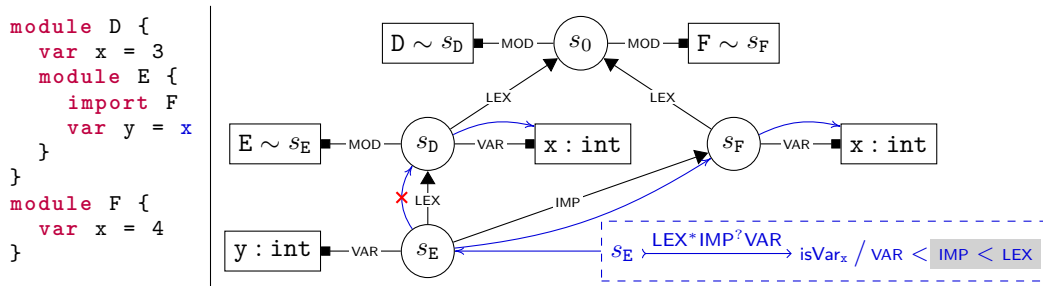 module D {
var x = 3
module E {
import F
var y = x
}
}
module F {
var x = 4
}
D ∼ s_D MOD s_0 MOD F ∼ s_F
LEX LEX
E ∼ s_E MOD s_D VAR x : int s_F VAR x : int
LEX IMP
y : int VAR s_E s_E LEX*IMP?VAR isVar_x / VAR < IMP < LEX